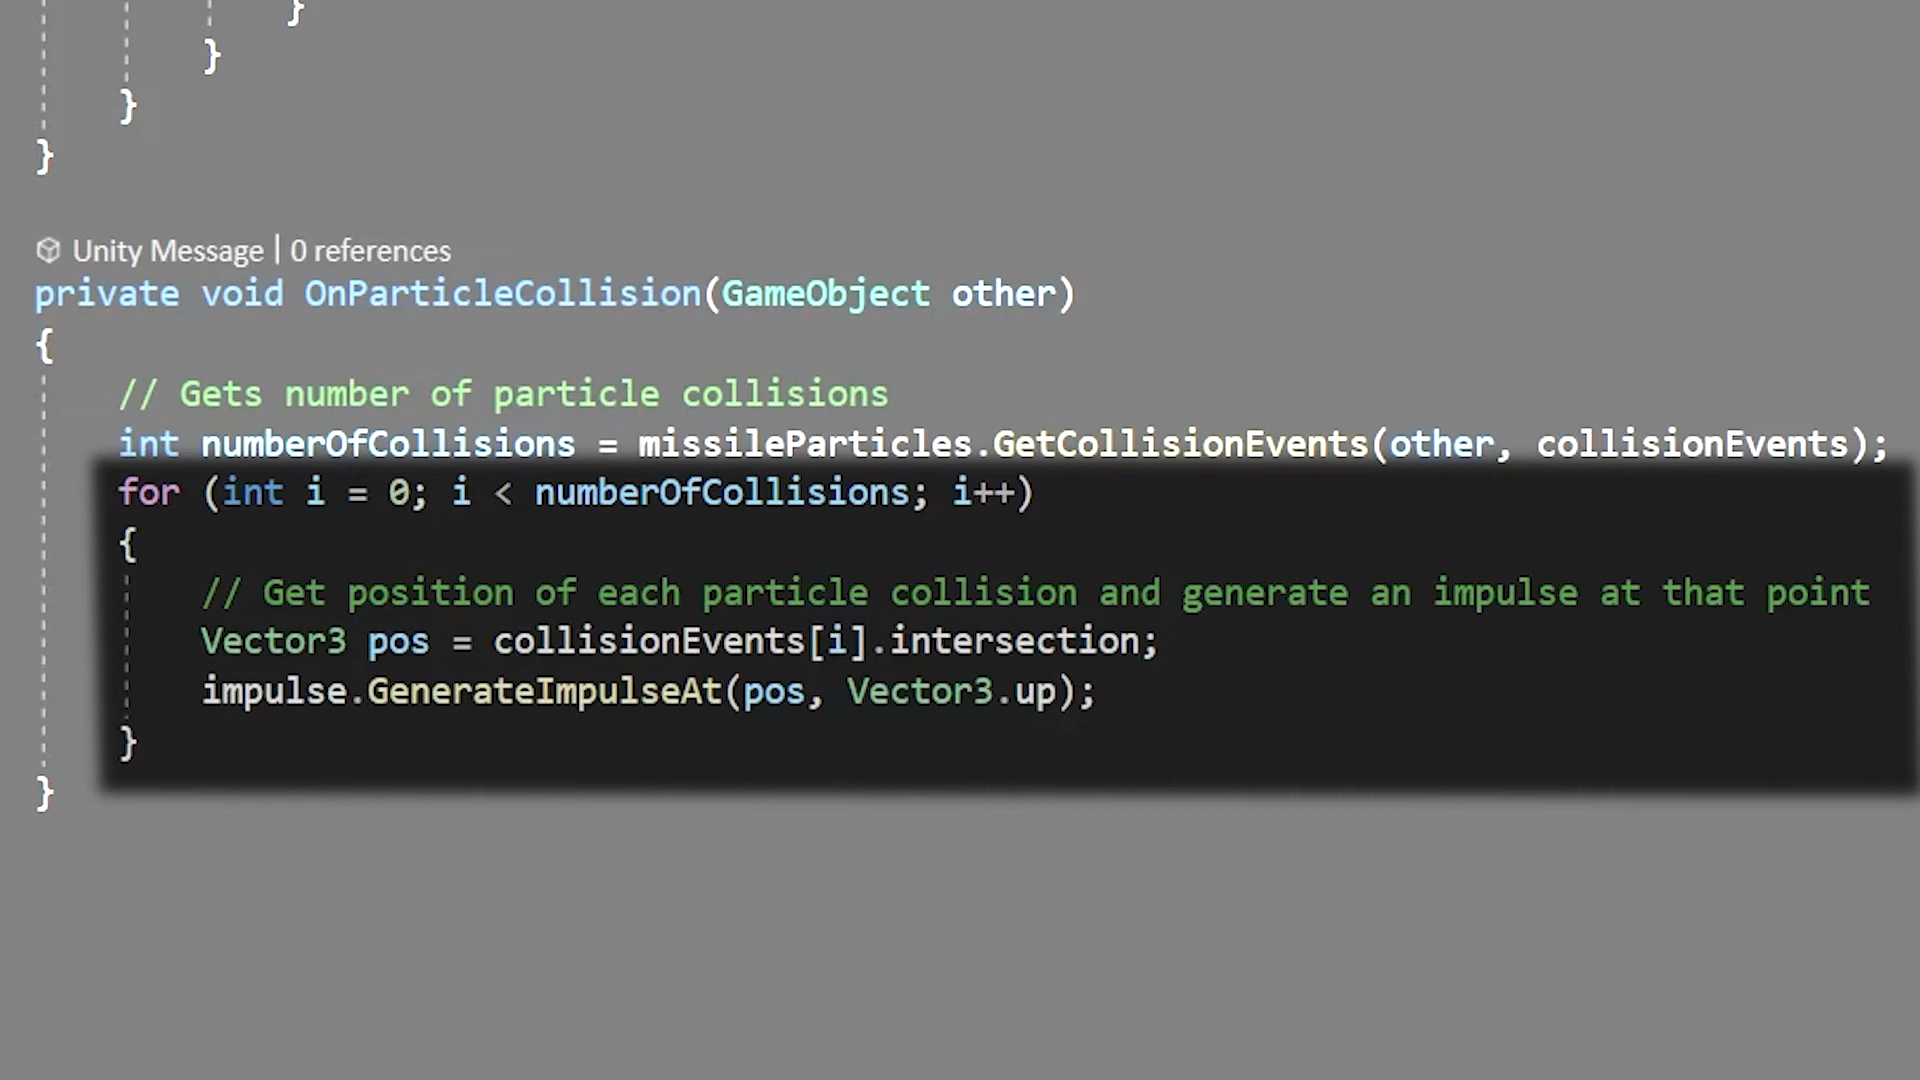 }
}
}
}
Unity Message | 0 references
private void OnParticleCollision(GameObject other)
{
// Gets number of particle collisions
int numberOfCollisions = missileParticles.GetCollisionEvents(other, collisionEvents);
for (int i = 0; i < numberOfCollisions; i++)
{
// Get position of each particle collision and generate an impulse at that point
Vector3 pos = collisionEvents[i].intersection;
impulse.GenerateImpulseAt(pos, Vector3.up);
}
}